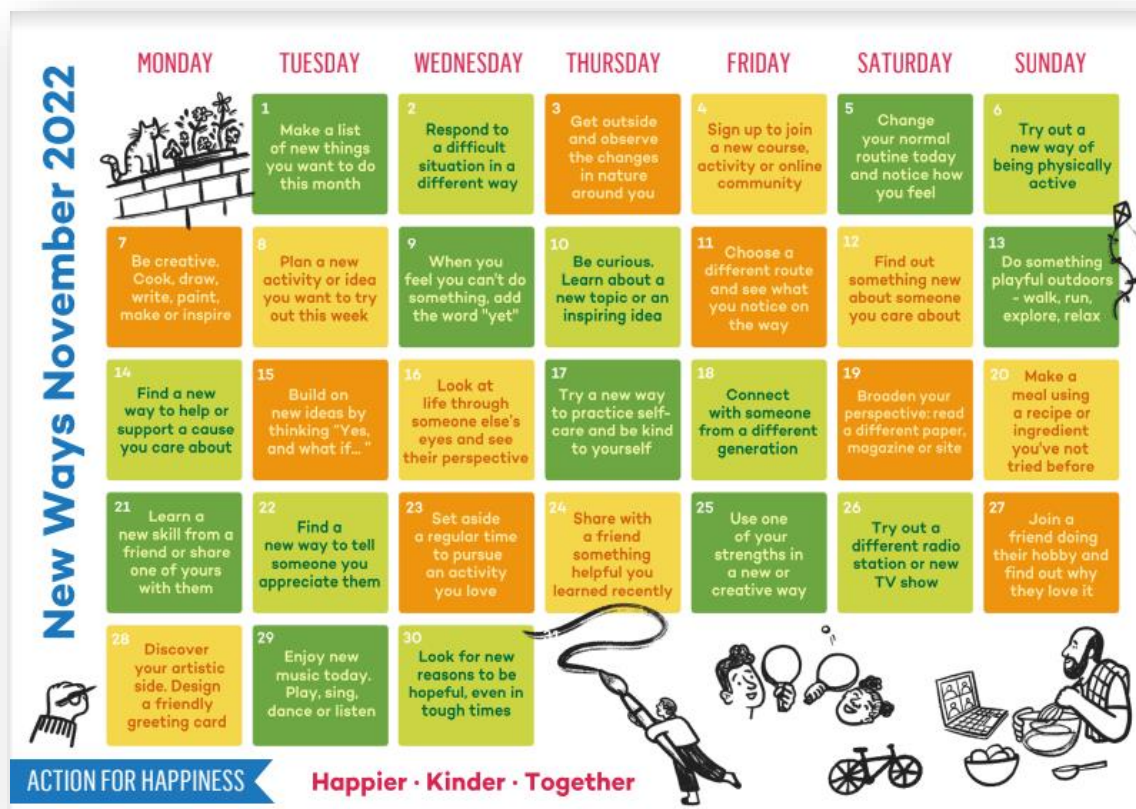 New Ways November 2022
MONDAY
TUESDAY
WEDNESDAY
THURSDAY
FRIDAY
SATURDAY
SUNDAY
1
Make a list
of new things
you want to do
this month
2
Respond to
a difficult
situation in a
different way
3
Get outside
and observe
the changes
in nature
around you
4
Sign up to join
a new course,
activity or online
community
5
Change
your normal
routine today
and notice how
you feel
6
Try out a
new way of
being physically
active
7
Be creative.
Cook, draw,
write, paint,
make or inspire
8
Plan a new
activity or idea
you want to try
out this week
9
When you
feel you can't do
something, add
the word "yet"
10
Be curious.
Learn about a
new topic or an
inspiring idea
11
Choose a
different route
and see what
you notice on
the way
12
Find out
something new
about someone
you care about
13
Do something
playful outdoors
- walk, run,
explore, relax
14
Find a new
way to help or
support a cause
you care about
15
Build on
new ideas by
thinking "Yes,
and what if..."
16
Look at
life through
someone else's
eyes and see
their perspective
17
Try a new way
to practice self-
care and be kind
to yourself
18
Connect
with someone
from a different
generation
19
Broaden your
perspective: read
a different paper,
magazine or site
20
Make a
meal using
a recipe or
ingredient
you've not
tried before
21
Learn a
new skill from a
friend or share
one of yours
with them
22
Find a
new way to tell
someone you
appreciate them
23
Set aside
a regular time
to pursue
an activity
you love
24
Share with
a friend
something
helpful you
learned recently
25
Use one
of your
strengths in
a new or
creative way
26
Try out a
different radio
station or new
TV show
27
Join a
friend doing
their hobby and
find out why
they love it
28
Discover
your artistic
side. Design
a friendly
greeting card
29
Enjoy new
music today.
Play, sing,
dance or listen
30
Look for new
reasons to be
hopeful, even in
tough times
31
ACTION FOR HAPPINESS
Happier · Kinder · Together